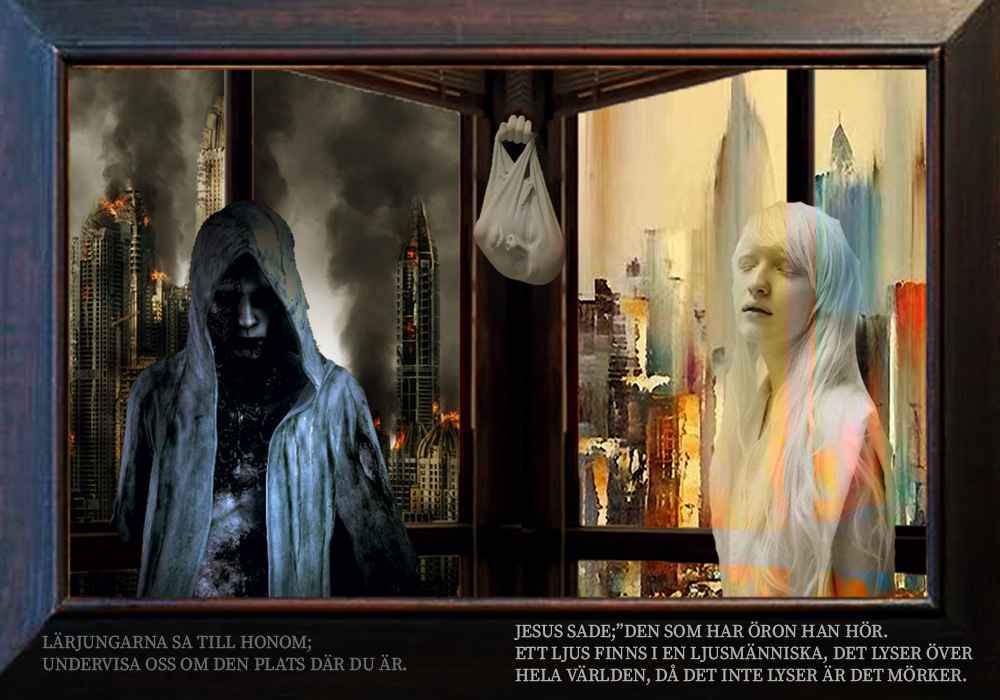 LÄRJUNGARNA SA TILL HONOM;
UNDERVISA OSS OM DEN PLATS DÄR DU ÄR.
JESUS SADE;”DEN SOM HAR ÖRON HAN HÖR.
ETT LJUS FINNS I EN LJUSMÄNNISKA, DET LYSER ÖVER
HELA VÄRLDEN, DÅ DET INTE LYSER ÄR DET MÖRKER.